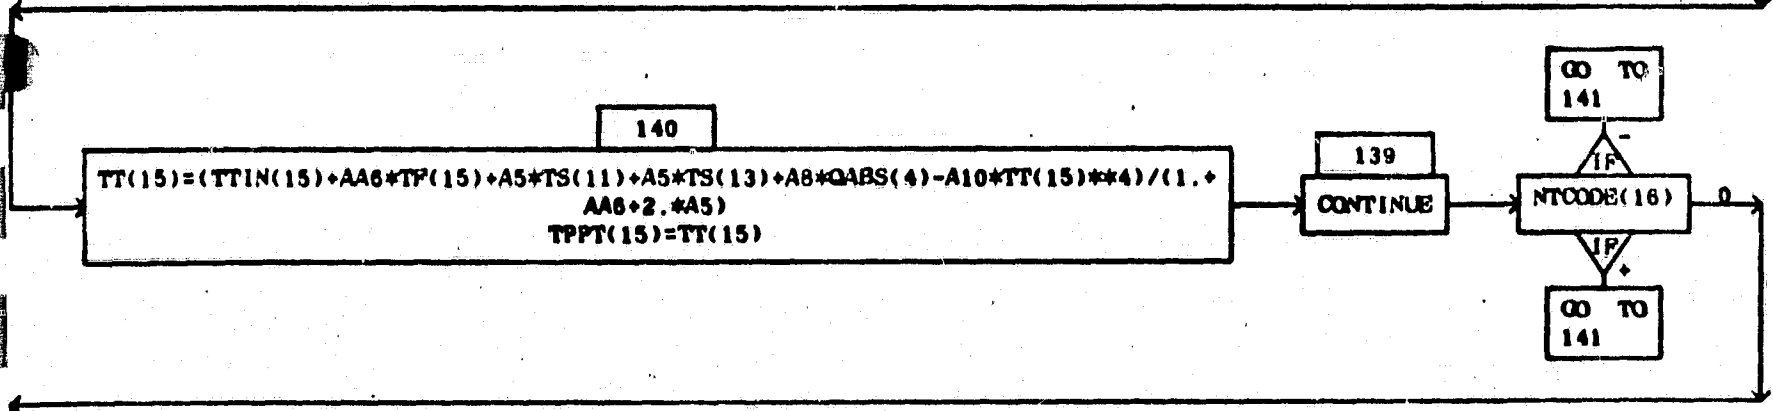 140
TT(15)=(TTIN(15)+AA6*TF(15)+A5*TS(11)+A5*TS(13)+A8*QABS(4)-A10*TT(15)**4)/(1.+
AA6+2.*A5)
TPPT(15)=TT(15)
139
CONTINUE
GO TO
141
-
IF
NTCODE(16)
0
IF
+
GO TO
141